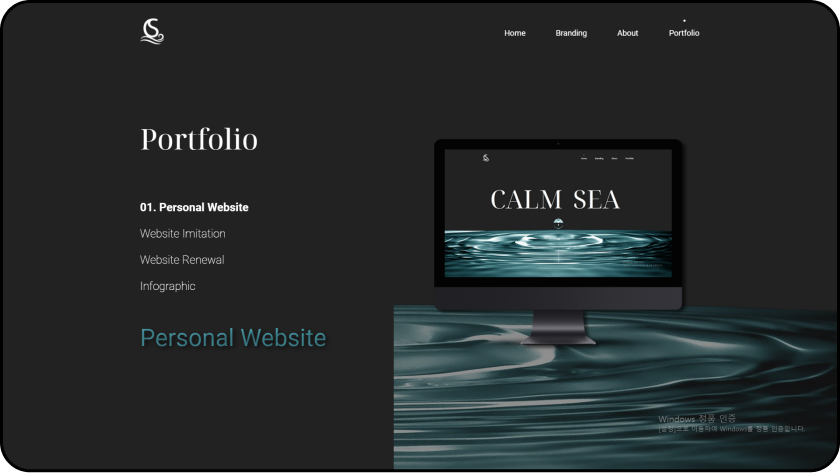 Home
Branding
About
Portfolio
Portfolio
01. Personal Website
Website Imitation
Website Renewal
Infographic
Personal Website
CALM SEA
Windows 정품 인증
[설정]으로 이동하여 Windows를 정품 인증합니다.